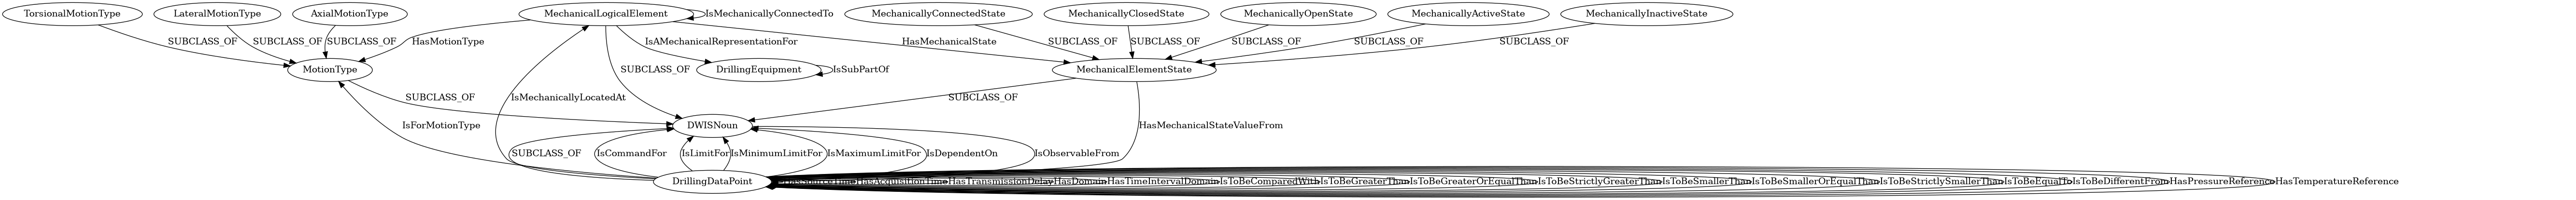 TorsionalMotionType LateralMotionType AxialMotionType MechanicalLogicalElement IsMechanicallyConnectedTo MechanicallyConnectedState MechanicallyClosedState MechanicallyOpenState MechanicallyActiveState MechanicallyInactiveState
SUBCLASS_OF SUBCLASS_OF SUBCLASS_OF HasMotionType IsAMechanicalRepresentationFor HasMechanicalState SUBCLASS_OF SUBCLASS_OF SUBCLASS_OF SUBCLASS_OF SUBCLASS_OF
MotionType SUBCLASS_OF DrillingEquipment IsSubPartOf MechanicalElementState
SUBCLASS_OF IsMechanicallyLocatedAt SUBCLASS_OF
IsForMotionType DWISNoun HasMechanicalStateValueFrom
SUBCLASS_OF IsCommandFor IsLimitFor IsMinimumLimitFor IsMaximumLimitFor IsDependentOn IsObservableFrom
DrillingDataPoint HasAcquisitionTime HasTransmissionDelay HasDomain HasTimeIntervalDomain IsToBeComparedWith IsToBeGreaterThan IsToBeGreaterOrEqualThan IsToBeStrictlyGreaterThan IsToBeSmallerThan IsToBeSmallerOrEqualThan IsToBeStrictlySmallerThan IsToBeEqualTo IsToBeDifferentFrom HasPressureReference HasTemperatureReference